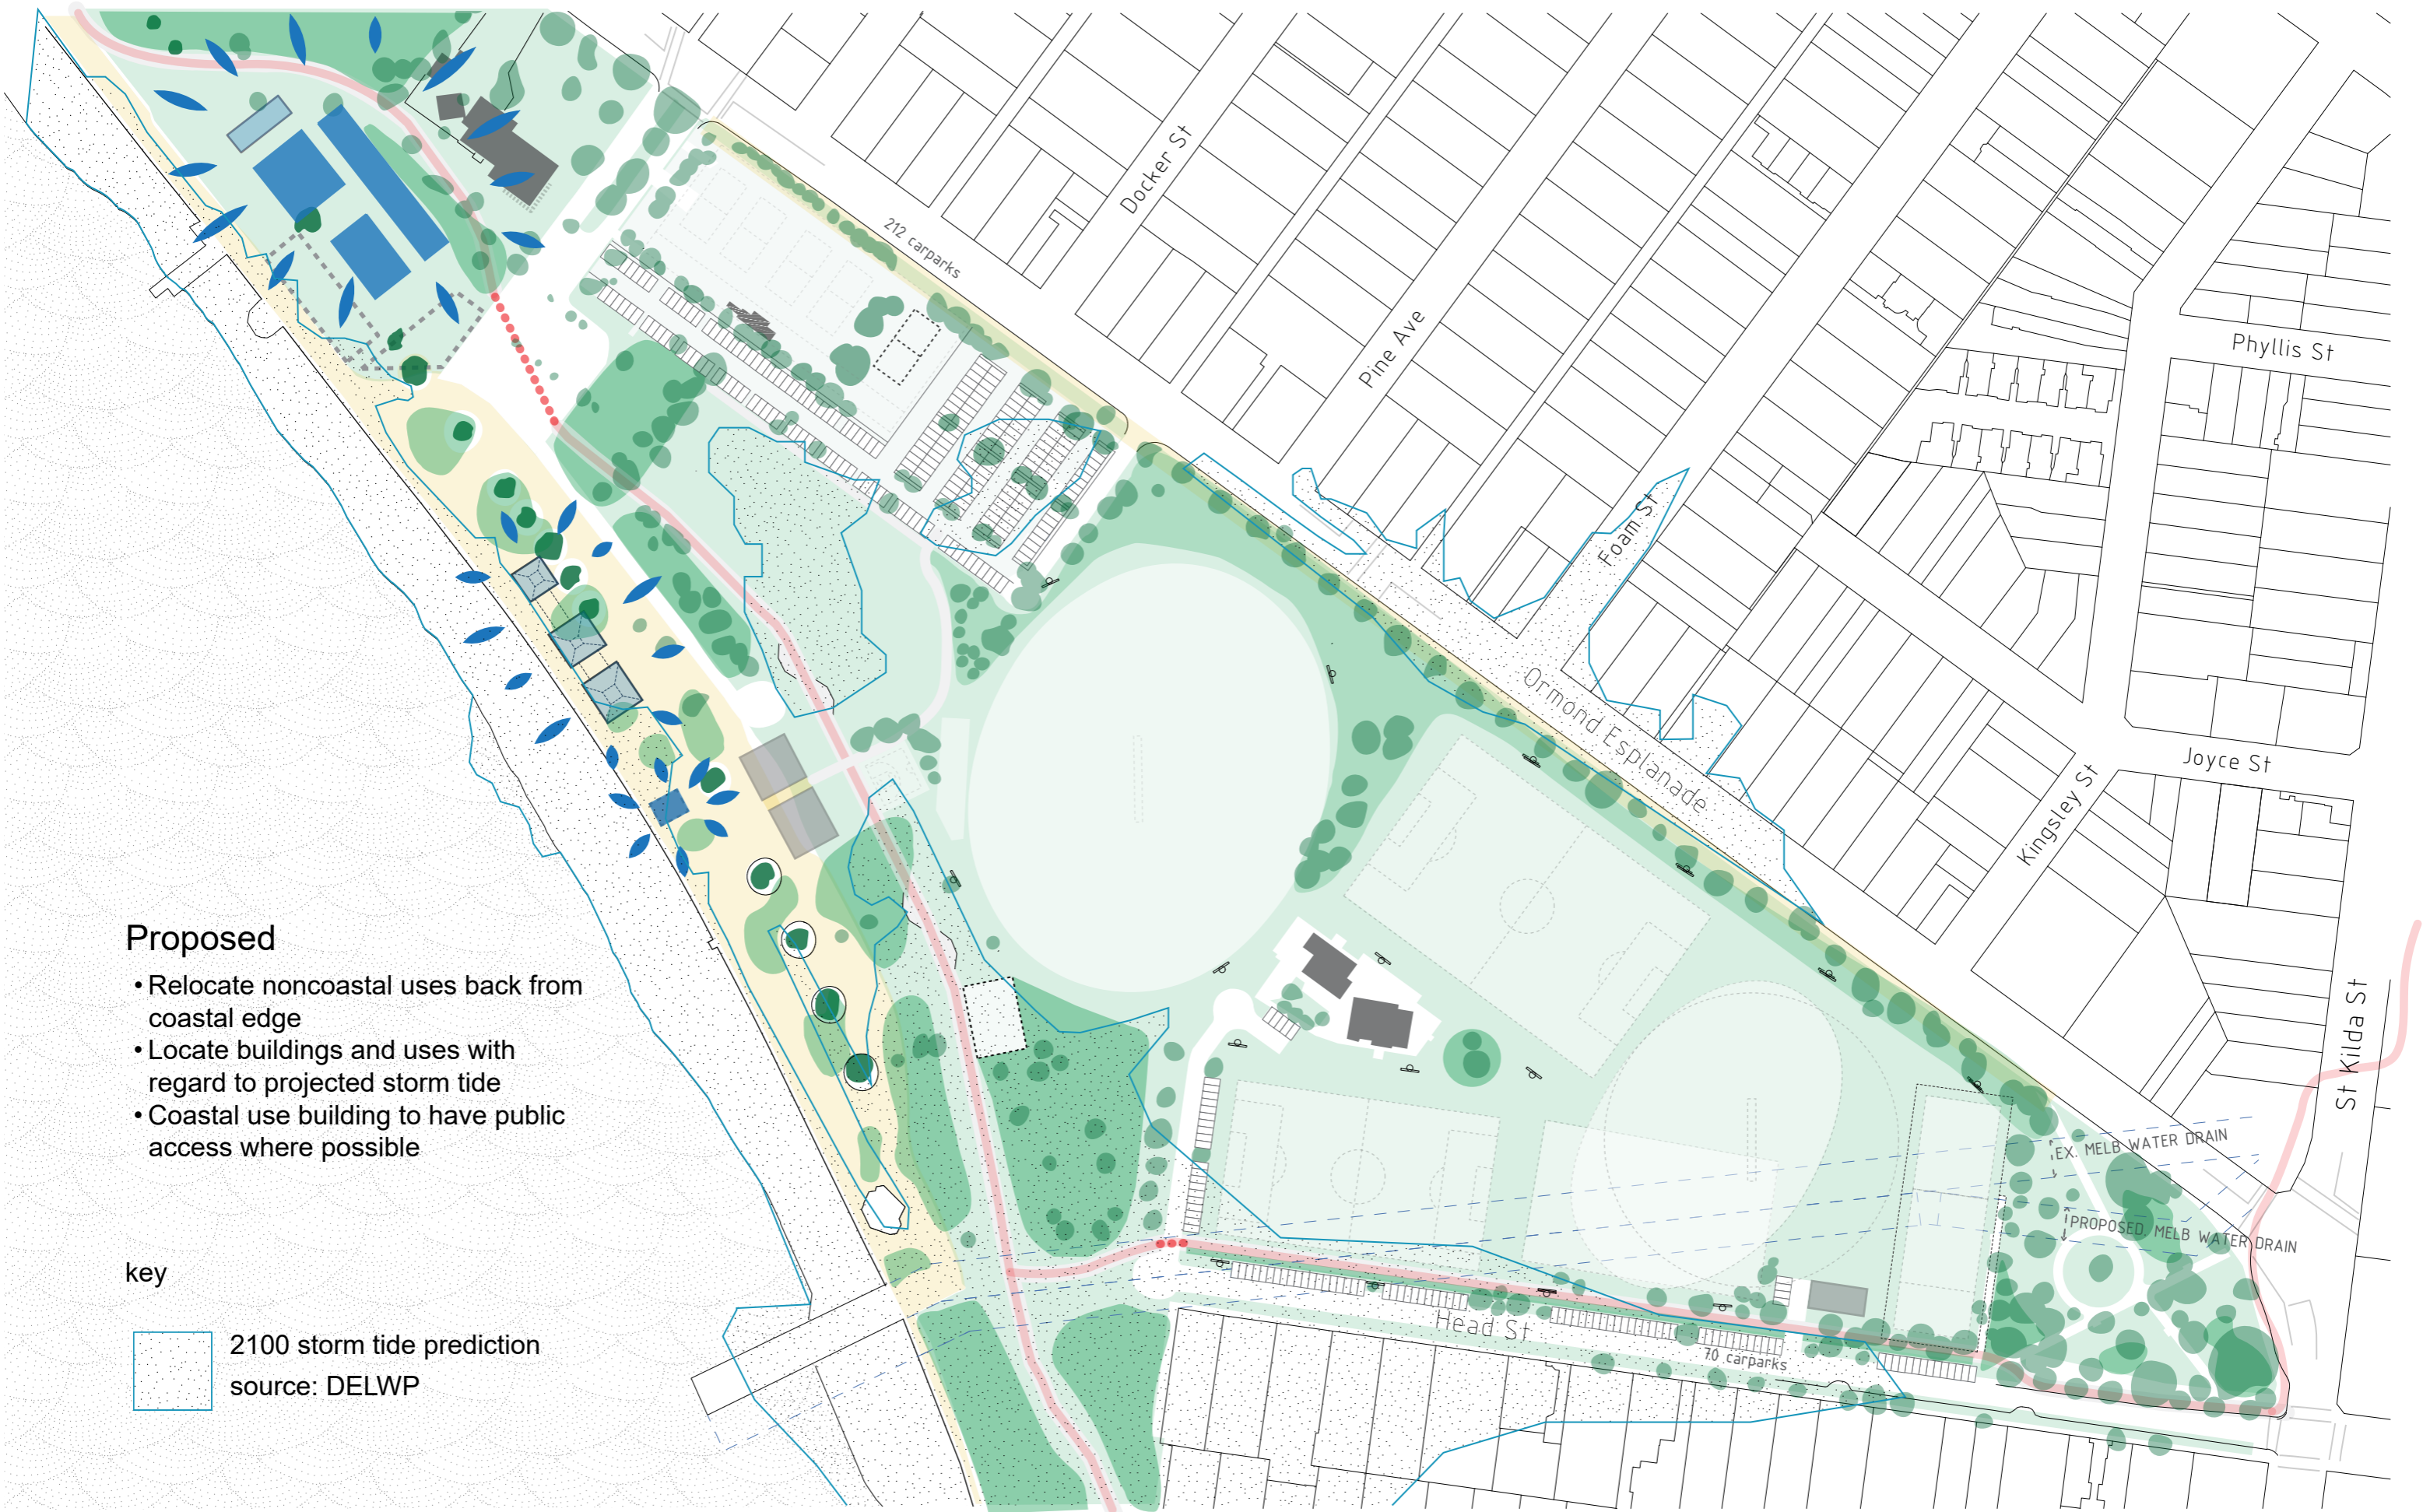 212 carparks
Docker St
Pine Ave
Foam St
Phyllis St
Ormond Esplanade
Joyce St
Kingsley St
St Kilda St
EX. MELB WATER DRAIN
PROPOSED MELB WATER DRAIN
Head St
70 carparks
Proposed
• Relocate noncoastal uses back from
coastal edge
• Locate buildings and uses with
regard to projected storm tide
• Coastal use building to have public
access where possible
key
2100 storm tide prediction
source: DELWP